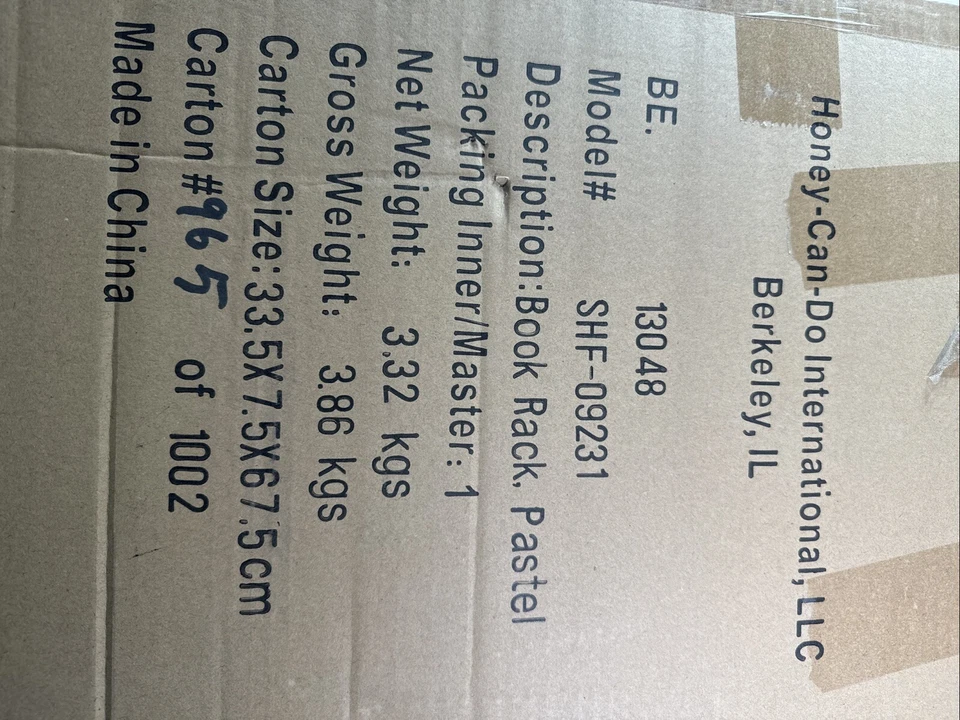 Honey-Can-Do International, LLC
Berkeley, IL
BE. 13048
Model# SHF-09231
Description:Book Rack, Pastel
Packing Inner/Master: 1
Net Weight: 3.32 kgs
Gross Weight: 3.86 kgs
Carton Size:33.5X7.5X67.5cm
Carton #965 of 1002
Made in China